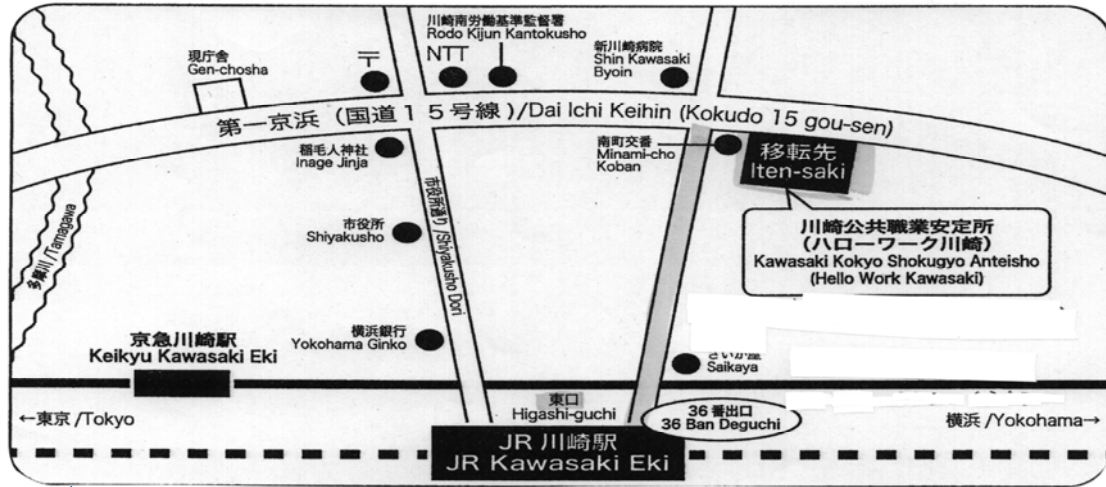 川崎南労働基準監督署
Rodo Kijun Kantokusho
現庁舎
Gen-chosha
〒
NTT
新川崎病院
Shin Kawasaki
Byoin
第一京浜（国道15号線）/Dai Ichi Keihin (Kokudo 15 gou-sen)
稲毛人神社
Inage Jinja
南町交番
Minami-cho
Koban
移転先
Iten-saki
市役所通り/Shiyakusho Dori
市役所
Shiyakusho
川崎公共職業安定所
（ハローワーク川崎）
Kawasaki Kokyo Shokugyo Anteisho
(Hello Work Kawasaki)
多摩川/Tamagawa
京急川崎駅
Keikyu Kawasaki Eki
横浜銀行
Yokohama Ginko
さいか屋
Saikaya
←東京/Tokyo
東口
Higashi-guchi
36番出口
36 Ban Deguchi
横浜/Yokohama→
JR 川崎駅
JR Kawasaki Eki